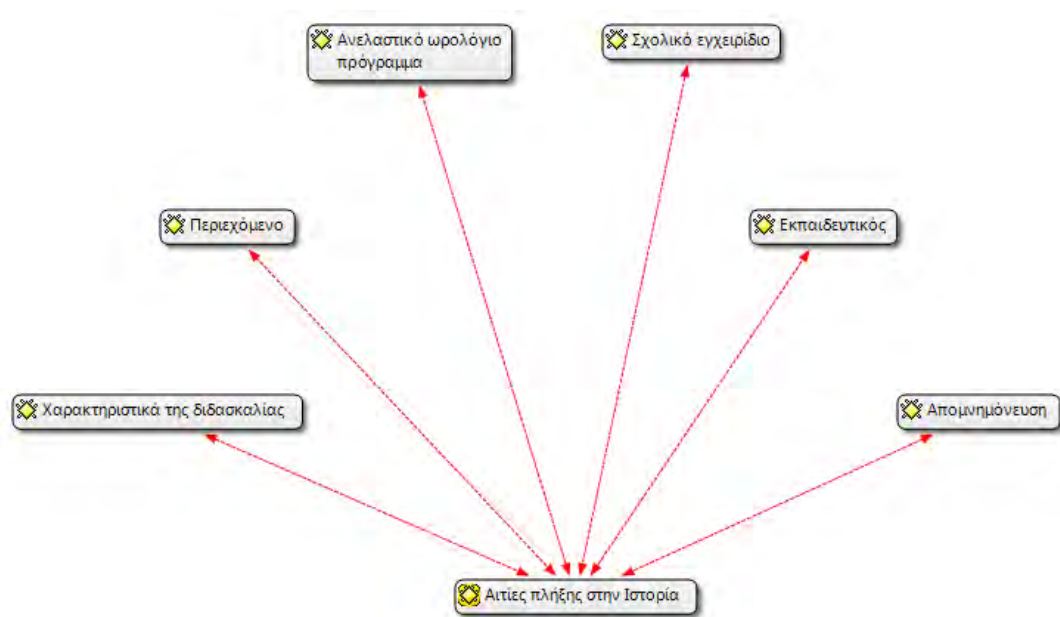 Ανελαστικό ωρολόγιο
πρόγραμμα
Σχολικό εγχειρίδιο
Περιεχόμενο
Εκπαιδευτικός
Χαρακτηριστικά της διδασκαλίας
Απομνημόνευση
Αιτίες πλήξης στην Ιστορία